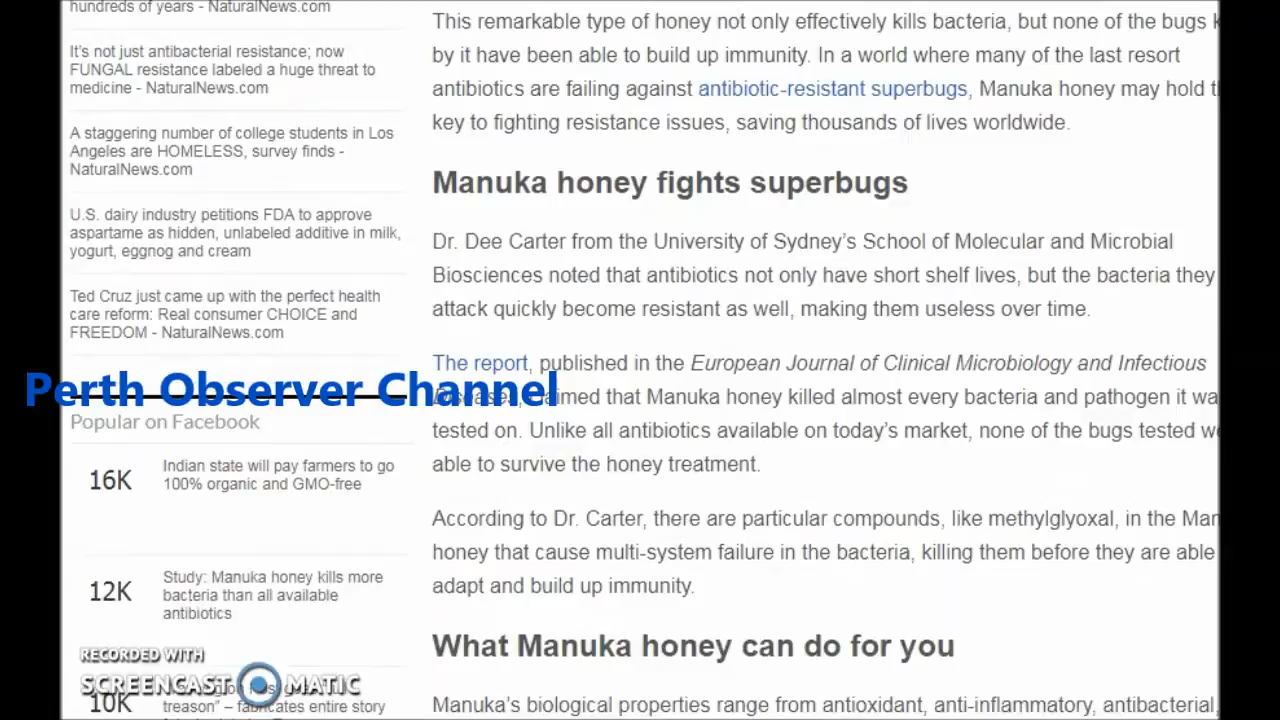 hundreds of years - NaturalNews.com
It's not just antibacterial resistance; now
FUNGAL resistance labeled a huge threat to
medicine - NaturalNews.com
A staggering number of college students in Los
Angeles are HOMELESS, survey finds -
NaturalNews.com
U.S. dairy industry petitions FDA to approve
aspartame as hidden, unlabeled additive in milk,
yogurt, eggnog and cream
Ted Cruz just came up with the perfect health
care reform: Real consumer CHOICE and
FREEDOM - NaturalNews.com
Perth Observer Channel
Popular on Facebook
16K
Indian state will pay farmers to go
100% organic and GMO-free
12K
Study: Manuka honey kills more
bacteria than all available
antibiotics
10K
treason" – fabricates entire story
RECORDED WITH
SCREENCAST MATIC
This remarkable type of honey not only effectively kills bacteria, but none of the bugs
by it have been able to build up immunity. In a world where many of the last resort
antibiotics are failing against antibiotic-resistant superbugs, Manuka honey may hold
key to fighting resistance issues, saving thousands of lives worldwide.
Manuka honey fights superbugs
Dr. Dee Carter from the University of Sydney's School of Molecular and Microbial
Biosciences noted that antibiotics not only have short shelf lives, but the bacteria they
attack quickly become resistant as well, making them useless over time.
The report, published in the European Journal of Clinical Microbiology and Infectious
Diseases, claimed that Manuka honey killed almost every bacteria and pathogen it wa
tested on. Unlike all antibiotics available on today's market, none of the bugs tested we
able to survive the honey treatment.
According to Dr. Carter, there are particular compounds, like methylglyoxal, in the Man
honey that cause multi-system failure in the bacteria, killing them before they are able
adapt and build up immunity.
What Manuka honey can do for you
Manuka's biological properties range from antioxidant, anti-inflammatory, antibacterial,